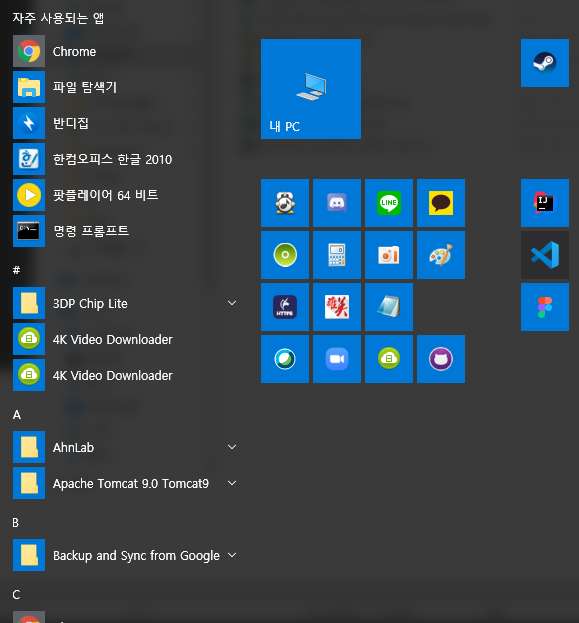 자주 사용되는 앱
Chrome
파일 탐색기
반디집
한컴오피스 한글 2010
팟플레이어 64 비트
명령 프롬프트
#
3DP Chip Lite
4K Video Downloader
4K Video Downloader
A
AhnLab
Apache Tomcat 9.0 Tomcat9
B
Backup and Sync from Google
C
내 PC
LINE
IJ
HTTPS